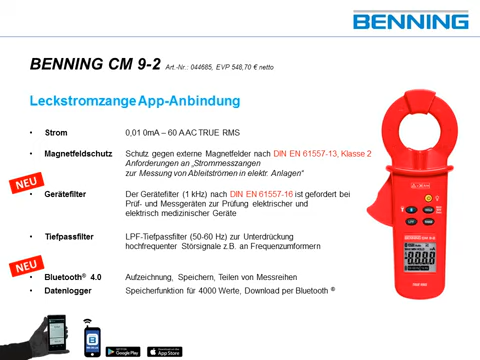 BENNING
BENNING CM 9-2 Art.-Nr.: 044685, EVP 548,70 € netto
Leckstromzange App-Anbindung
• Strom 0,01 0mA – 60 A AC TRUE RMS
• Magnetfeldschutz Schutz gegen externe Magnetfelder nach DIN EN 61557-13, Klasse 2
Anforderungen an „Strommesszangen
zur Messung von Ableitströmen in elektr. Anlagen“
NEU
• Gerätefilter Der Gerätefilter (1 kHz) nach DIN EN 61557-16 ist gefordert bei
Prüf- und Messgeräten zur Prüfung elektrischer und
elektrisch medizinischer Geräte
• Tiefpassfilter LPF-Tiefpassfilter (50-60 Hz) zur Unterdrückung
hochfrequenter Störsignale z.B. an Frequenzumformern
NEU
• Bluetooth® 4.0 Aufzeichnung, Speichern, Teilen von Messreihen
• Datenlogger Speicherfunktion für 4000 Werte, Download per Bluetooth ®
Google Play
App Store